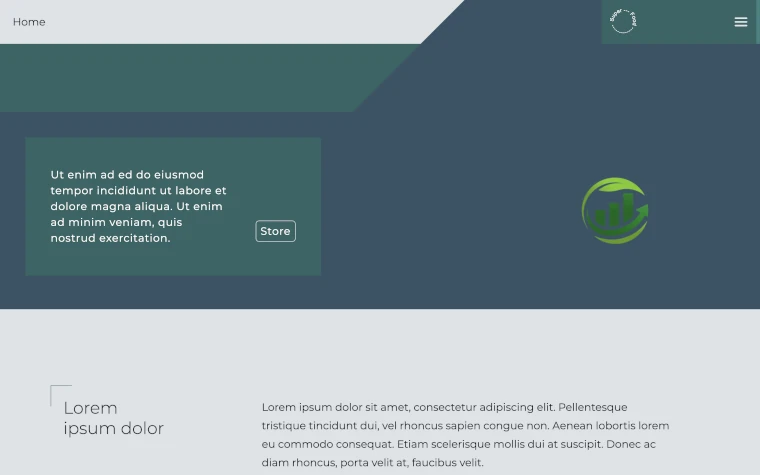 Home
Super
Ut enim ad ed do eiusmod
tempor incididunt ut labore et
dolore magna aliqua. Ut enim
ad minim veniam, quis
nostrud exercitation.
Store
Lorem
ipsum dolor
Lorem ipsum dolor sit amet, consectetur adipiscing elit. Pellentesque
tristique tincidunt dui, vel rhoncus sapien congue non. Aenean lobortis lorem
eu commodo consequat. Etiam scelerisque mollis dui at suscipit. Donec ac
diam rhoncus, porta velit at, faucibus velit.